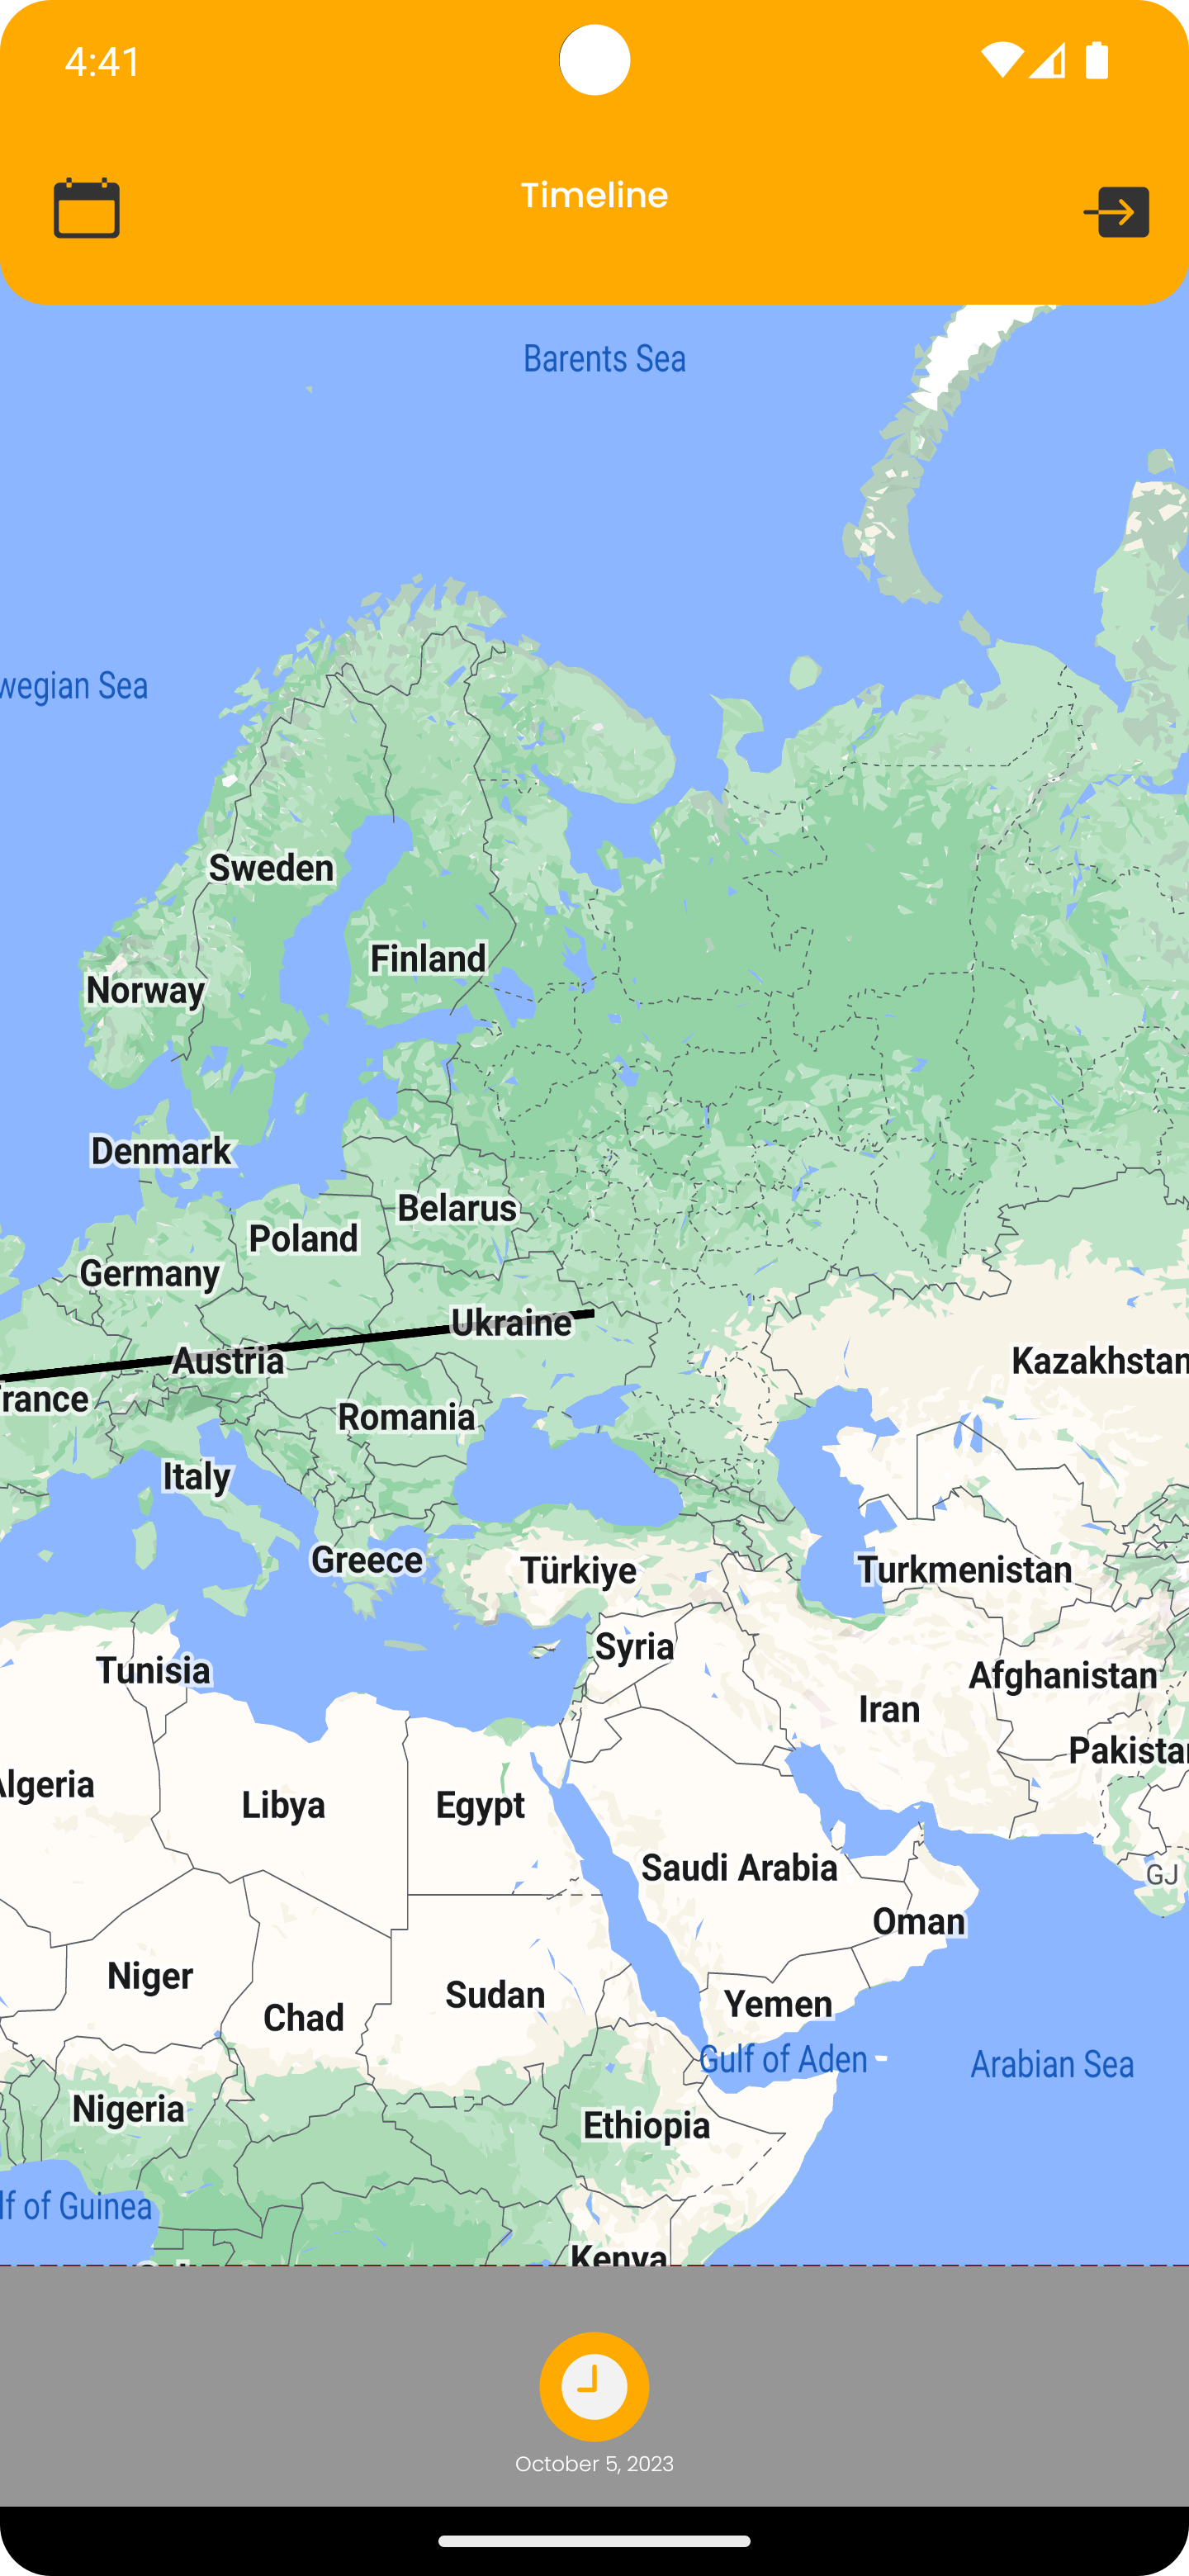 4:41
Timeline
Barents Sea
wegian Sea
Sweden
Finland
Norway
Denmark
Belarus
Poland
Germany
Ukraine
Austria
Kazakhstan
rance
Romania
Italy
Greece
Türkiye
Turkmenistan
Syria
Tunisia
Afghanistan
Iran
Pakistan
Algeria
Libya
Egypt
Saudi Arabia
GJ
Oman
Niger
Sudan
Chad
Yemen
Gulf of Aden
Arabian Sea
Nigeria
Ethiopia
lf of Guinea
Kenya
October 5, 2023